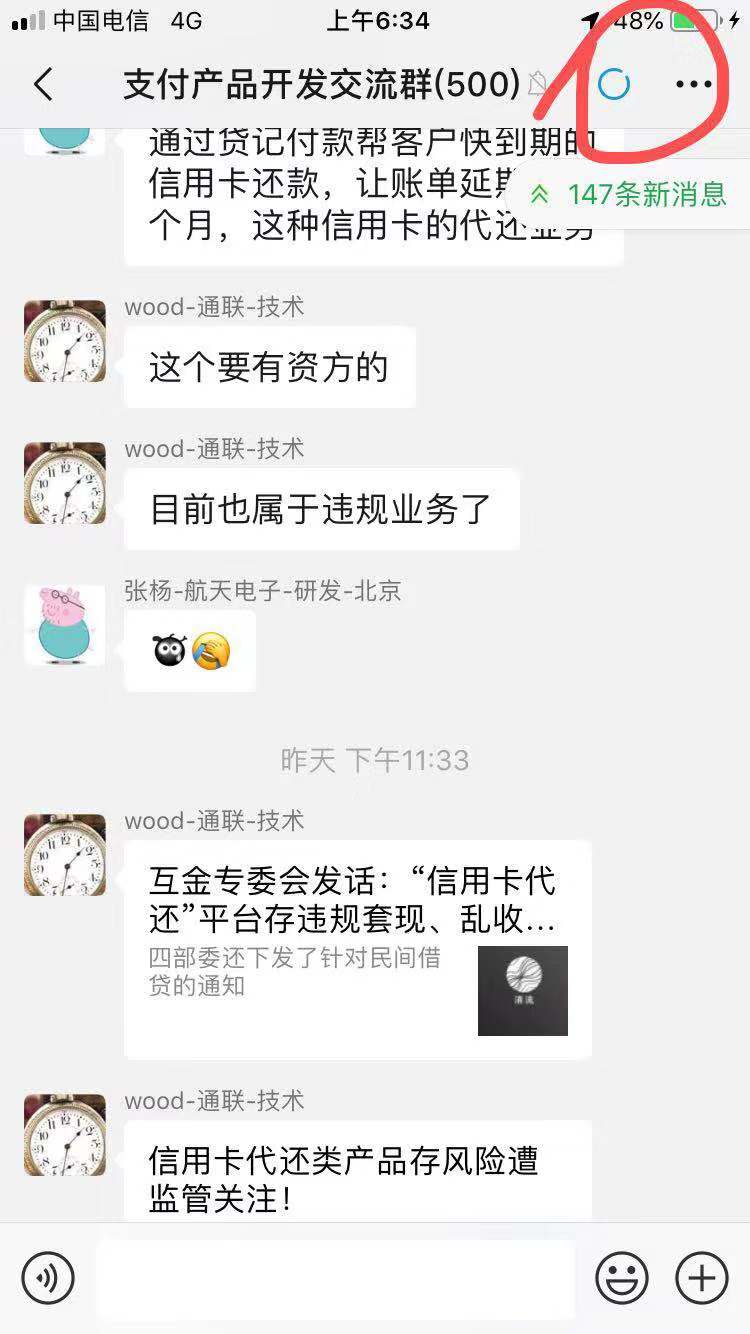 中国电信 4G 上午6:34 48%
支付产品开发交流群(500)
通过贷记付款帮客户快到期的
信用卡还款，让账单延期
147条新消息
个月，这种信用卡的代还业务
wood-通联-技术
这个要有资方的
wood-通联-技术
目前也属于违规业务了
张杨-航天电子-研发-北京
昨天 下午11:33
wood-通联-技术
互金专委会发话：“信用卡代
还”平台存违规套现、乱收...
四部委还下发了针对民间借
贷的通知
清流
wood-通联-技术
信用卡代还类产品存风险遭
监管关注！